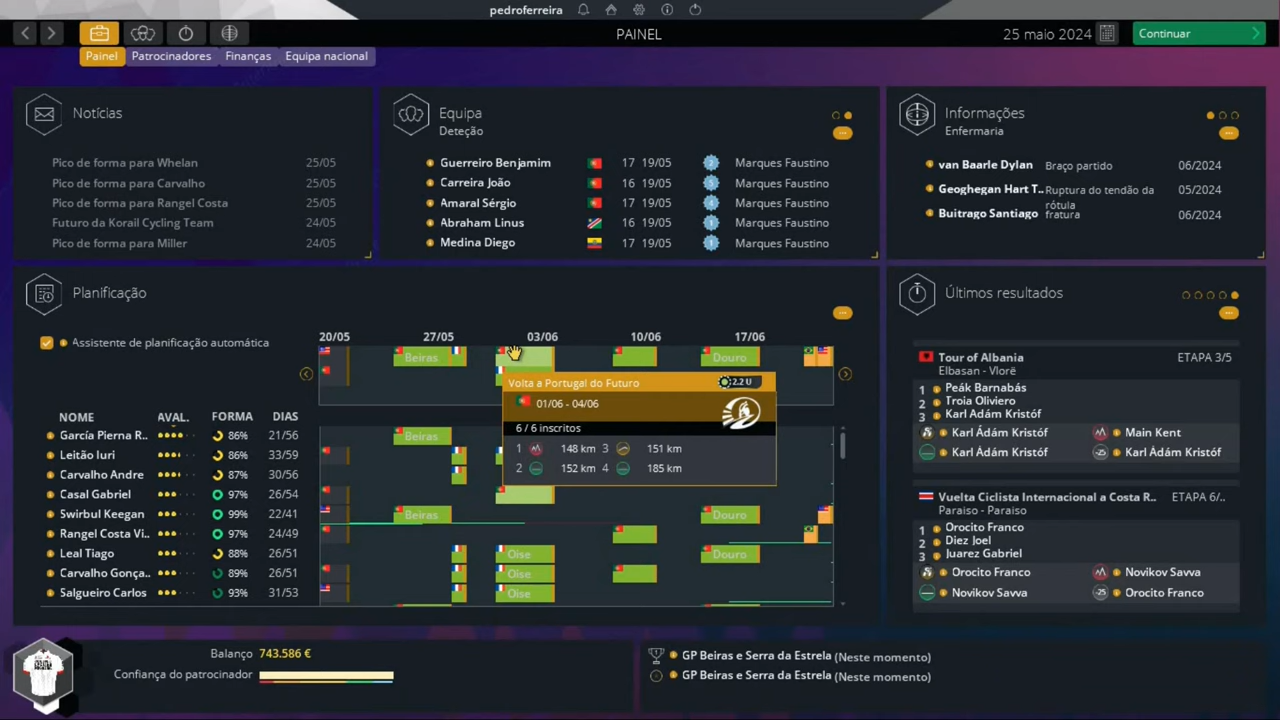 pedroferreira
PAINEL
25 maio 2024
Continuar
Painel
Patrocinadores
Finanças
Equipa nacional
Notícias
Pico de forma para Whelan 25/05
Pico de forma para Carvalho 25/05
Pico de forma para Rangel Costa 25/05
Futuro da Korail Cycling Team 24/05
Pico de forma para Miller 24/05
Equipa
Deteção
Guerreiro Benjamim 17 19/05 2 Marques Faustino
Carreira João 16 19/05 5 Marques Faustino
Amaral Sérgio 17 19/05 4 Marques Faustino
Abraham Linus 16 19/05 1 Marques Faustino
Medina Diego 17 19/05 1 Marques Faustino
Informações
Enfermaria
van Baarle Dylan Braço partido 06/2024
Geoghegan Hart T.. Ruptura do tendão da rótula 05/2024
Buitrago Santiago fratura 06/2024
Planificação
Assistente de planificação automática
20/05 27/05 03/06 10/06 17/06
Beiras Douro
Volta a Portugal do Futuro 2.2 U
01/06 - 04/06
6 / 6 inscritos
1 148 km 3 151 km
2 152 km 4 185 km
NOME AVAL. FORMA DIAS
García Pierna R.. 86% 21/56 Beiras
Leitão Iuri 86% 33/59
Carvalho Andre 87% 30/56
Casal Gabriel 97% 26/54
Swirbul Keegan 99% 22/41 Beiras Douro
Rangel Costa Vi.. 97% 24/49
Leal Tiago 88% 26/51 Oise Douro
Carvalho Gonça.. 89% 26/51 Oise
Salgueiro Carlos 93% 31/53 Oise
Últimos resultados
Tour of Albania ETAPA 3/5
Elbasan - Vlorë
1 Peák Barnabás
2 Troia Oliviero
3 Karl Ádám Kristóf
Karl Ádám Kristóf Main Kent
Karl Ádám Kristóf -25 Karl Ádám Kristóf
Vuelta Ciclista Internacional a Costa R.. ETAPA 6/..
Paraiso - Paraiso
1 Orocito Franco
2 Diez Joel
3 Juarez Gabriel
Orocito Franco Novikov Savva
Novikov Savva -25 Orocito Franco
Balanço 743.586 €
Confiança do patrocinador
GP Beiras e Serra da Estrela (Neste momento)
GP Beiras e Serra da Estrela (Neste momento)